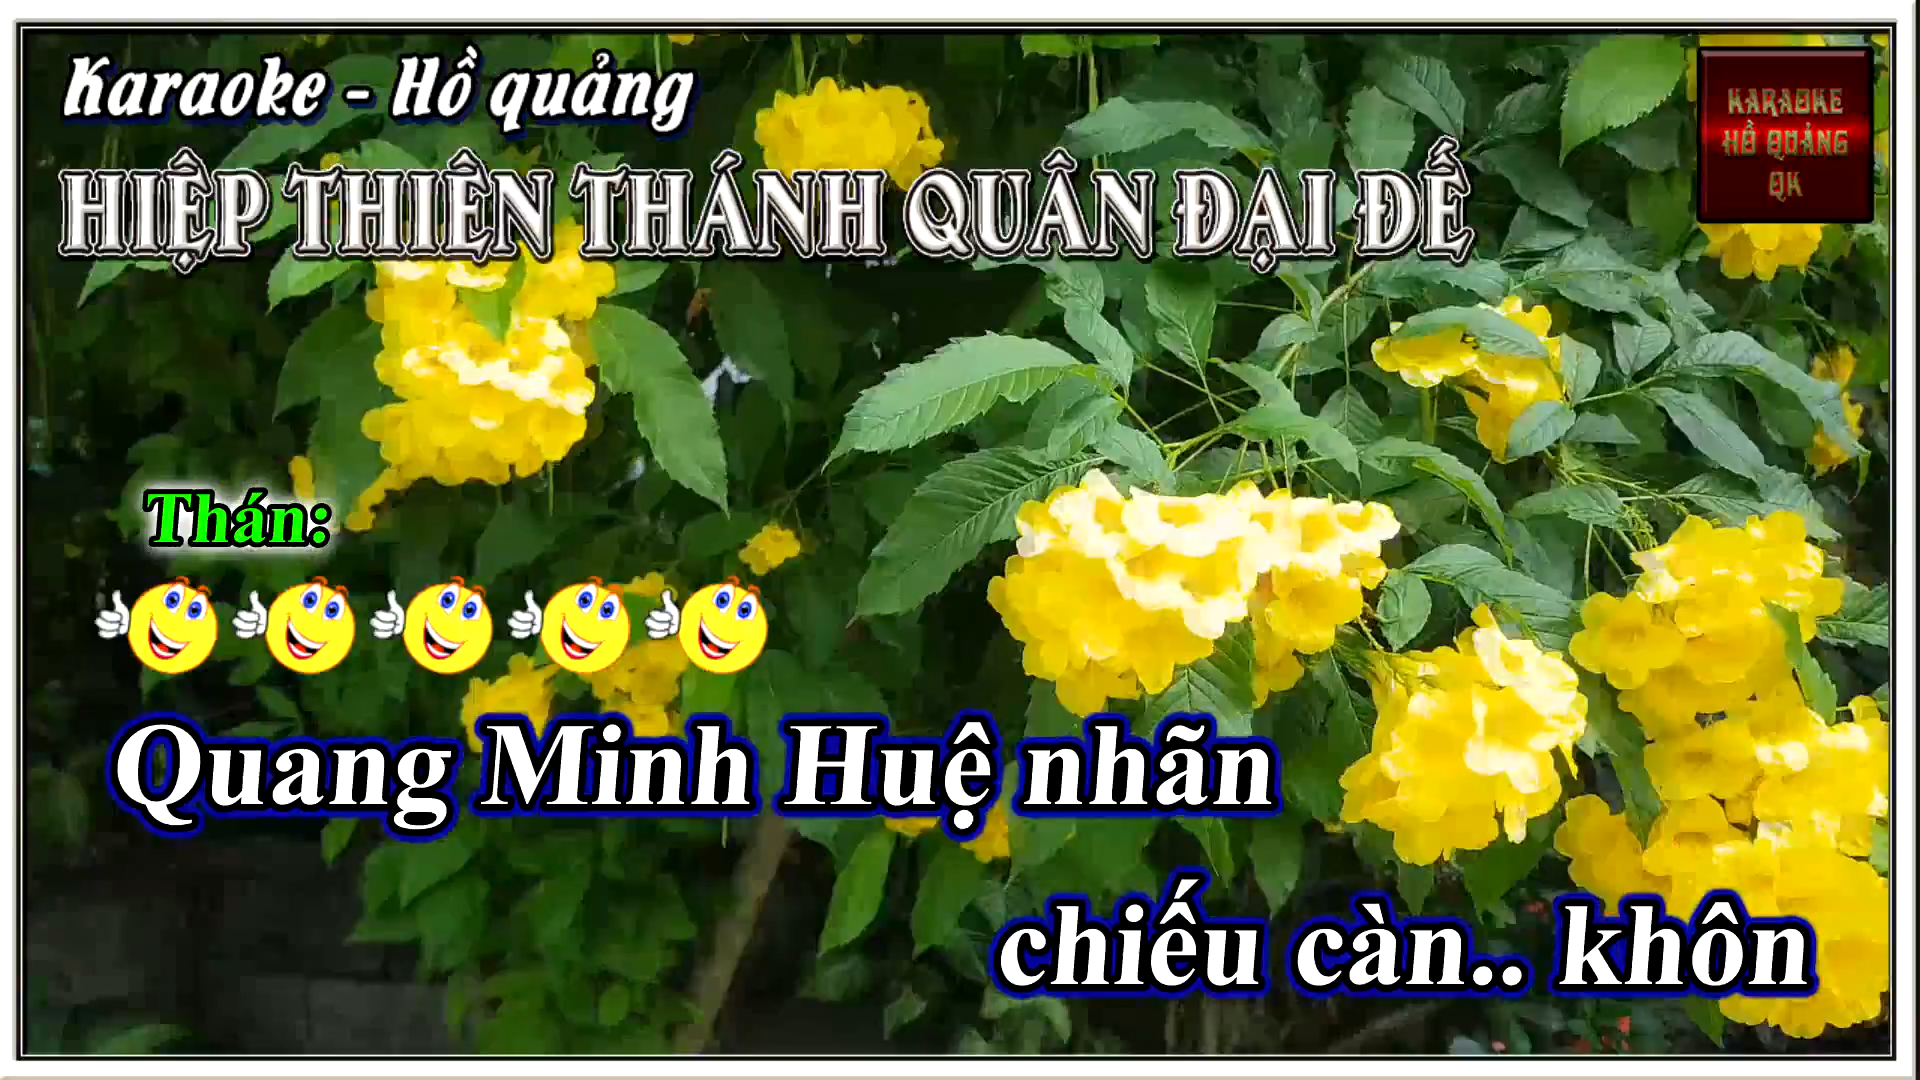 Karaoke - Hồ quảng
HIỆP THIÊN THÁNH QUÂN ĐẠI ĐẾ
KARAOKE
HỒ QUẢNG
QK
Thán:
Quang Minh Huệ nhãn
chiếu càn.. khôn